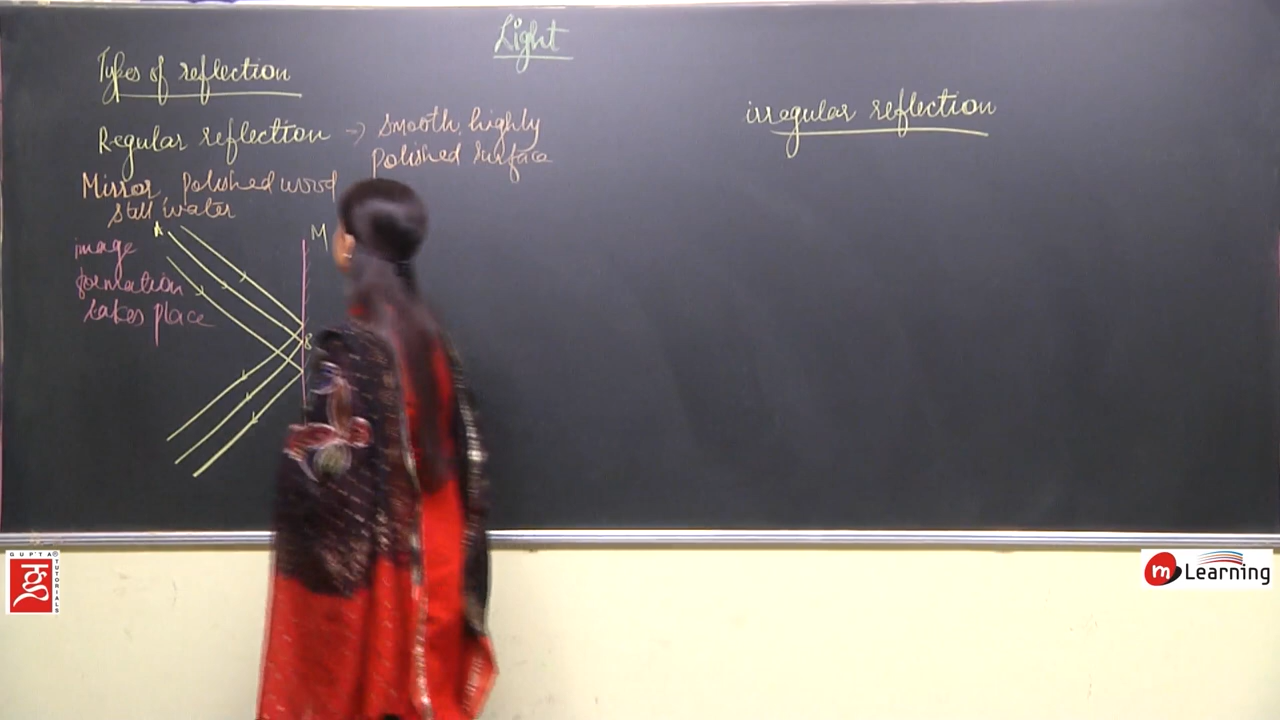 Light
Types of reflection
Regular reflection → Smooth, highly
polished surface
Mirror, polished wood
still water
image
formation
takes place
A
M
B
irregular reflection
GUPTA®
TUTORIALS
m Learning